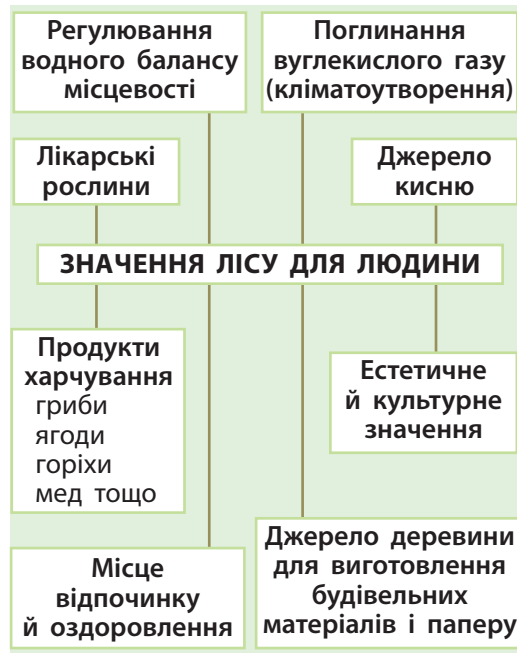 Регулювання
водного балансу
місцевості
Поглинання
вуглекислого газу
(кліматоутворення)
Лікарські
рослини
Джерело
кисню
ЗНАЧЕННЯ ЛІСУ ДЛЯ ЛЮДИНИ
Продукти
харчування
гриби
ягоди
горіхи
мед тощо
Естетичне
й культурне
значення
Місце
відпочинку
й оздоровлення
Джерело деревини
для виготовлення
будівельних
матеріалів і паперу